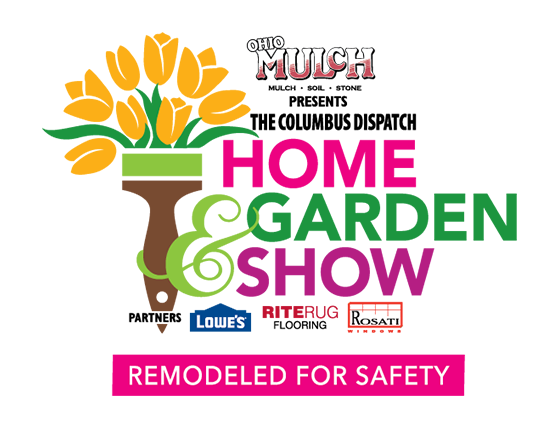 OHIO
MULCH
MULCH • SOIL • STONE
PRESENTS
THE COLUMBUS DISPATCH
HOME
& GARDEN
SHOW
PARTNERS
LOWE'S
RITERUG
FLOORING
ROSATI
WINDOWS
REMODELED FOR SAFETY